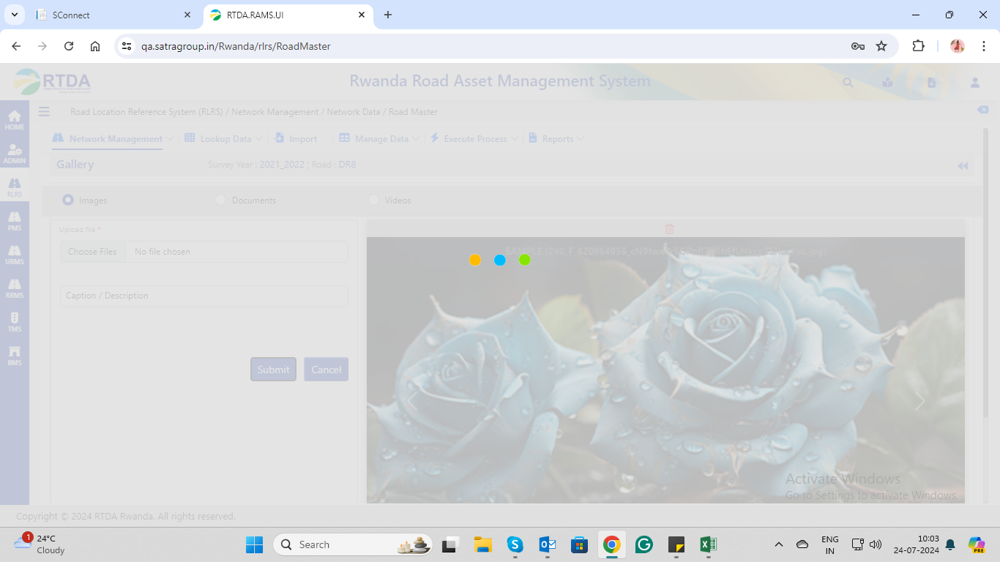 SConnect
RTDA.RAMS.UI
qa.satragroup.in/Rwanda/rlrs/RoadMaster
RTDA
Rwanda Road Asset Management System
HOME
ADMIN
RLRS
PMS
URMS
RRMS
TMS
BMS
Road Location Reference System (RLRS) / Network Management / Network Data / Road Master
Network Management Lookup Data Import Manage Data Execute Process Reports
Gallery Survey Year : 2021_2022 ; Road : DR8
Images Documents Videos
Upload file *
Choose Files No file chosen
Caption / Description
Submit Cancel
SAMPLE
Activate Windows
Go to Settings to activate Windows.
Copyright © 2024 RTDA Rwanda. All rights reserved.
1
24°C
Cloudy
Search
ENG
IN
10:03
24-07-2024
PRE